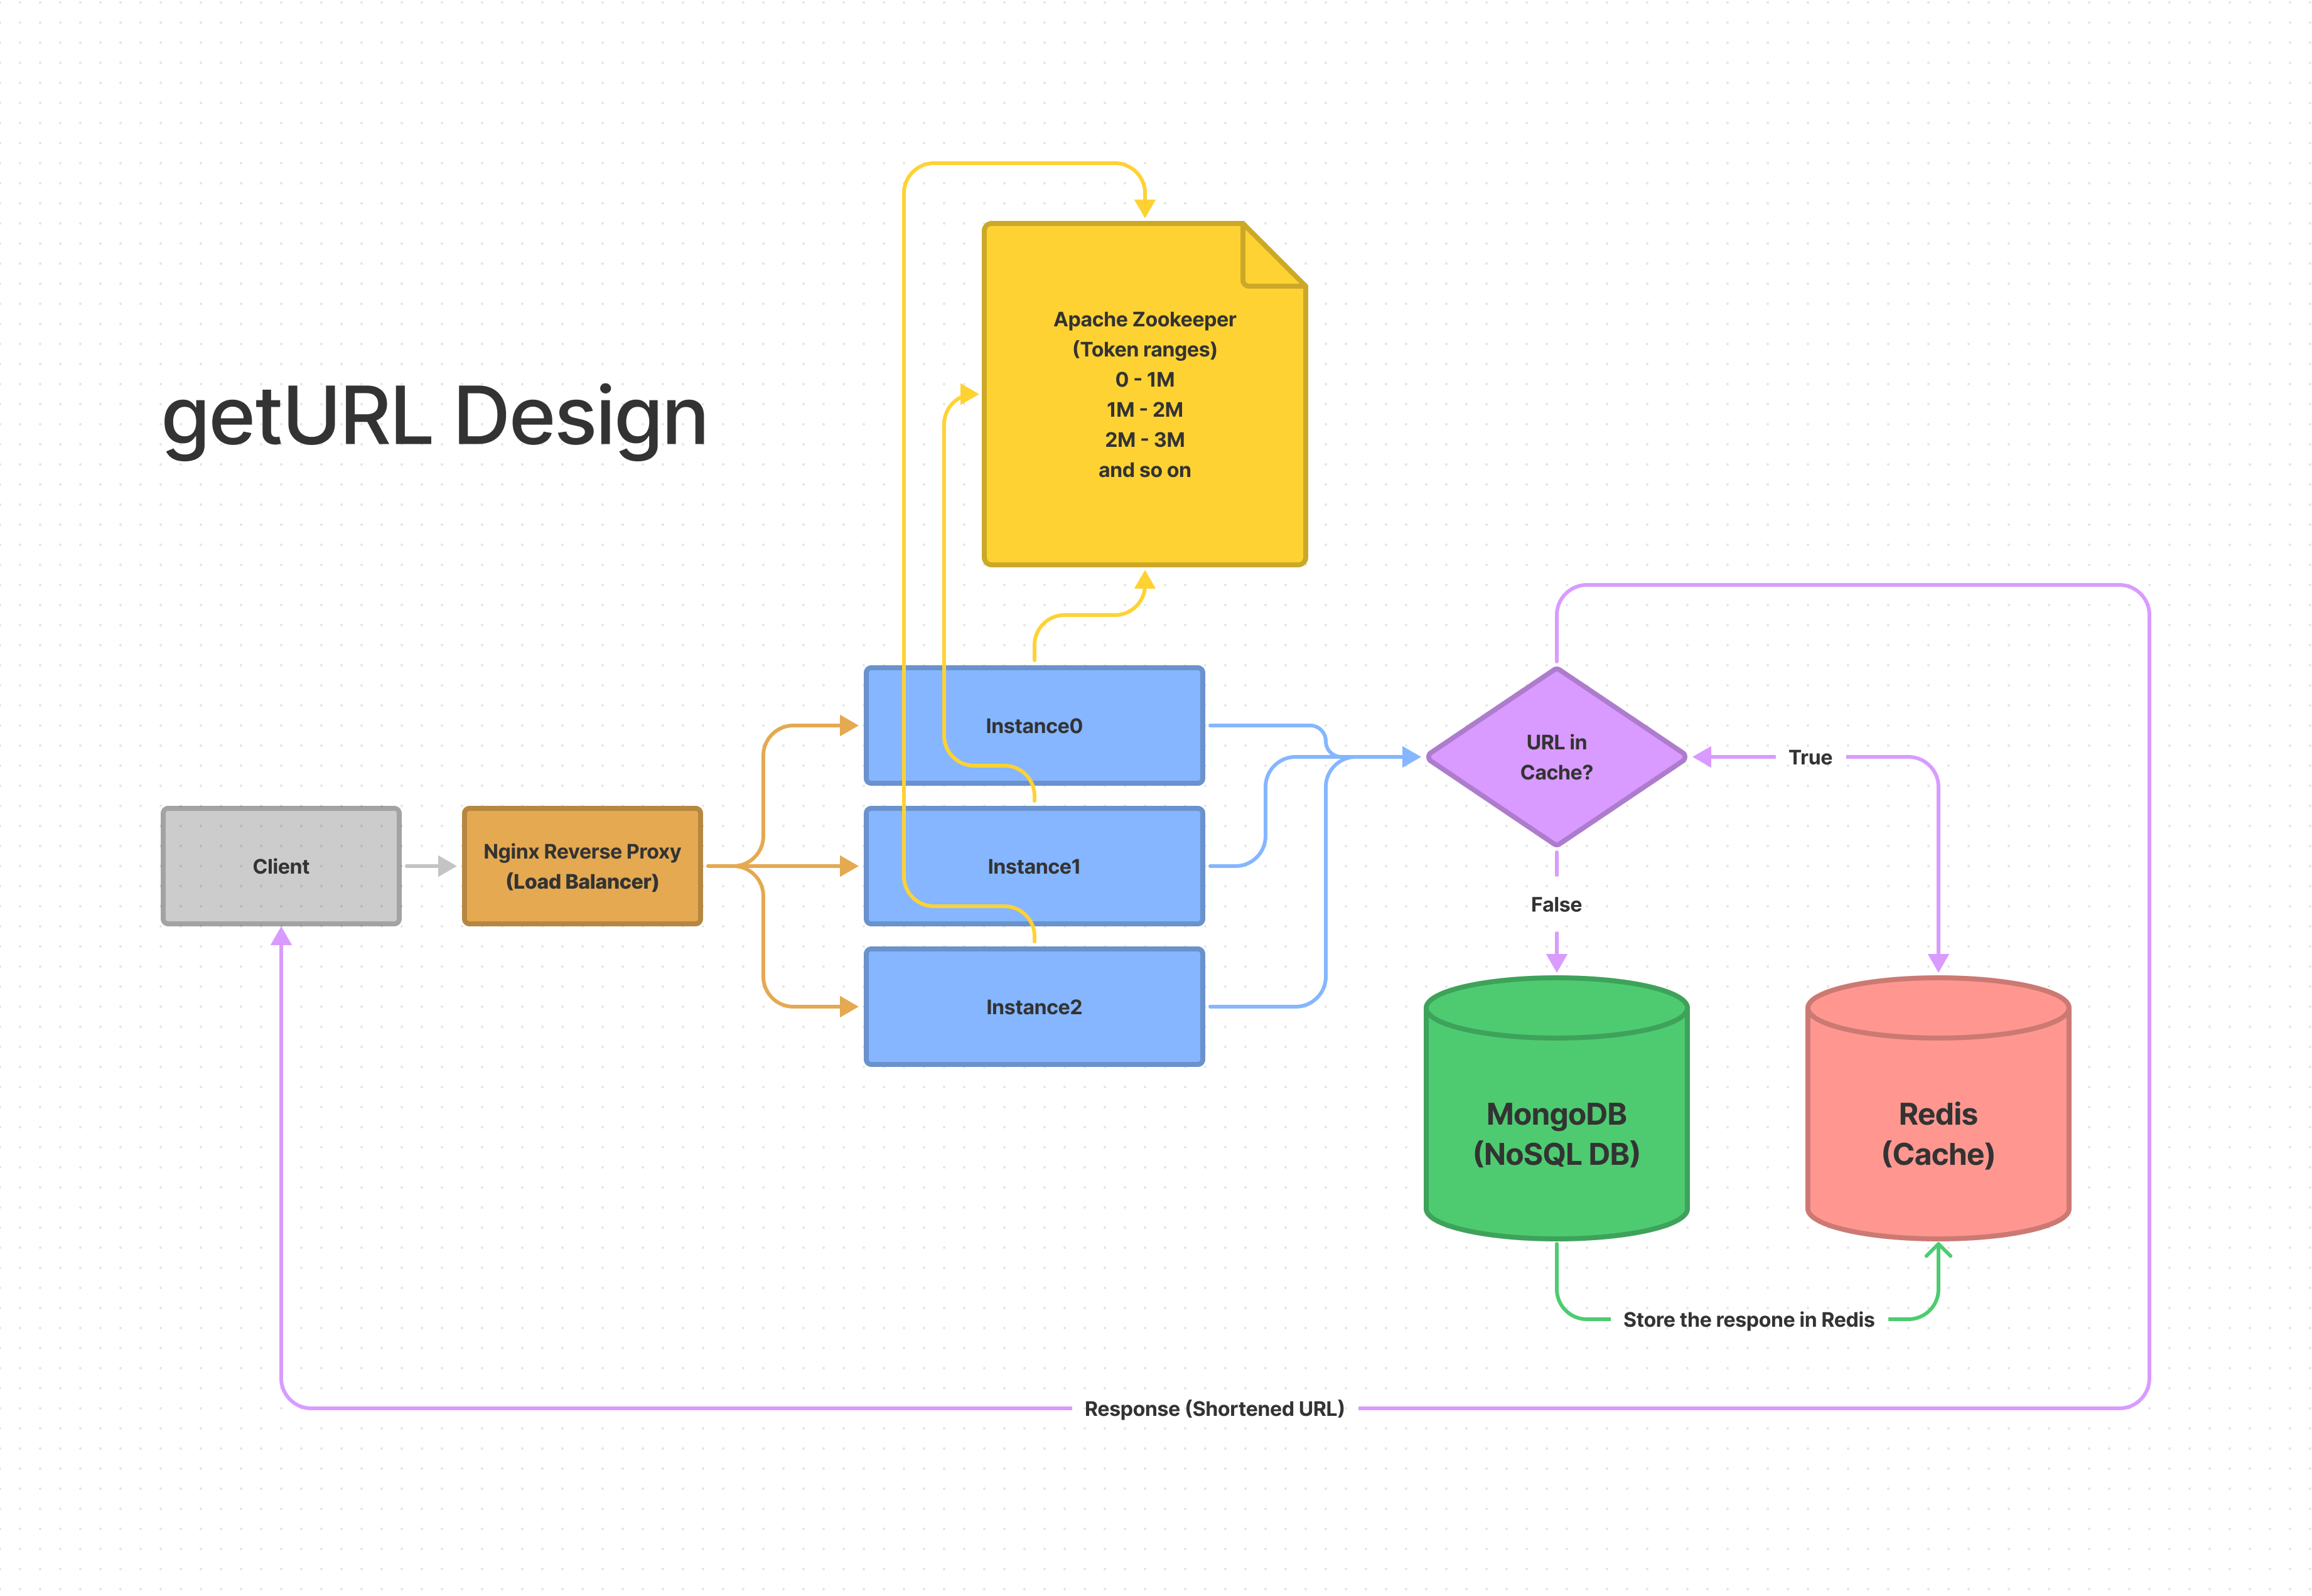 getURL Design
Apache Zookeeper
(Token ranges)
0 - 1M
1M - 2M
2M - 3M
and so on
Client
Nginx Reverse Proxy
(Load Balancer)
Instance0
Instance1
Instance2
URL in
Cache?
True
False
MongoDB
(NoSQL DB)
Redis
(Cache)
Store the respone in Redis
Response (Shortened URL)